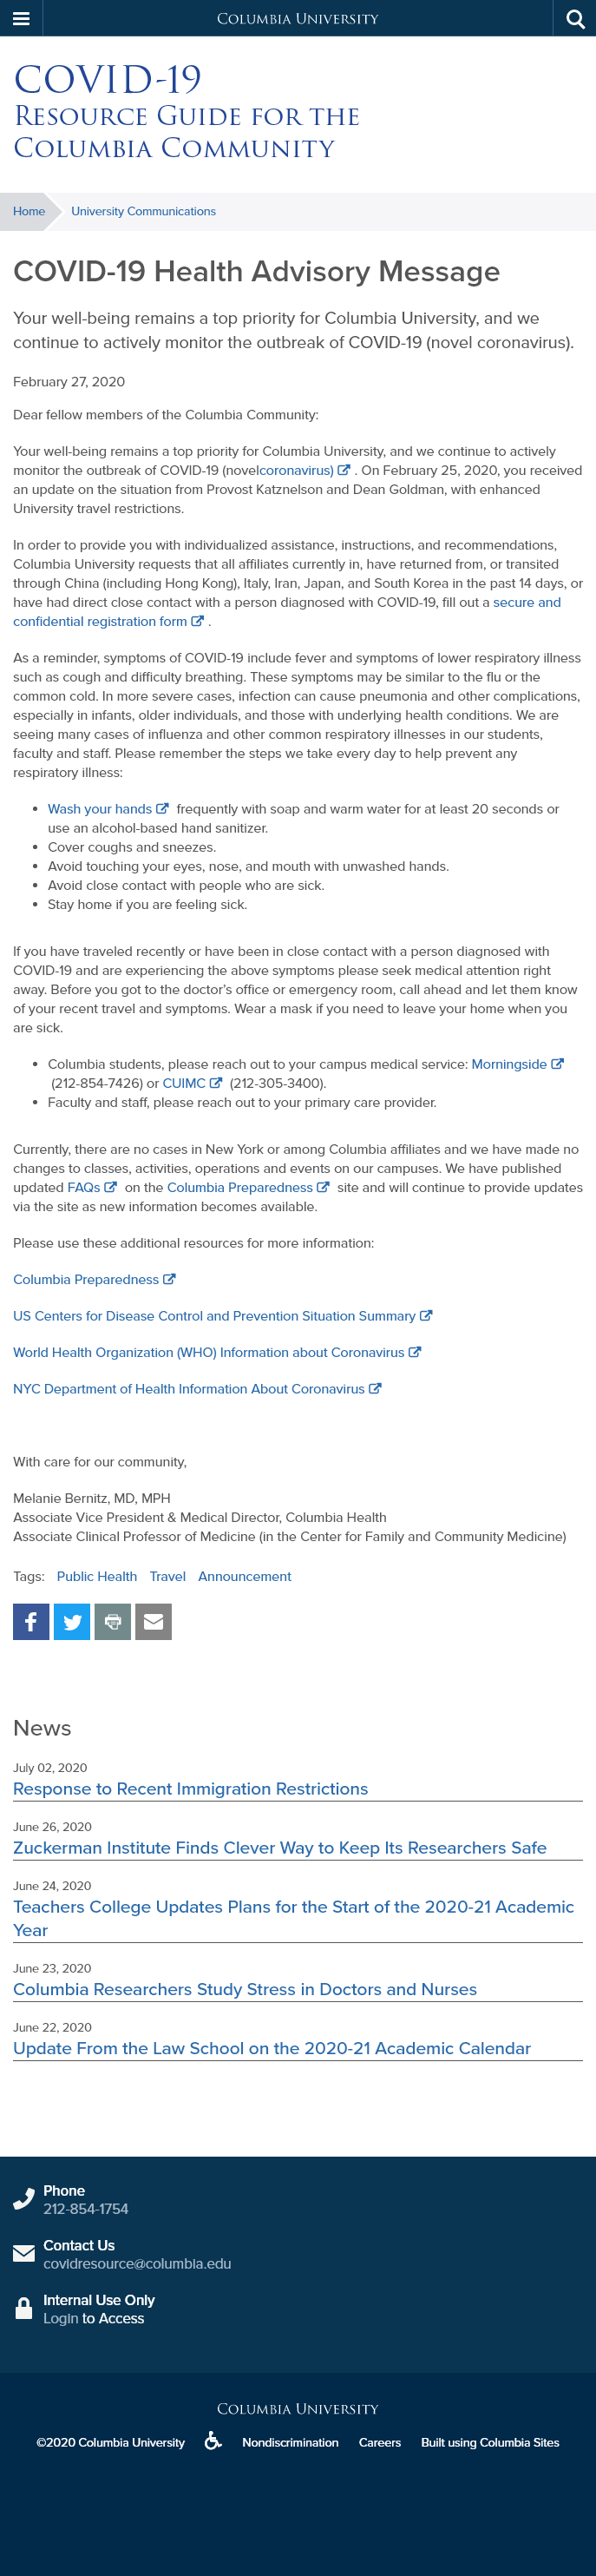 Columbia University
COVID-19
Resource Guide for the
Columbia Community
Home University Communications
COVID-19 Health Advisory Message
Your well-being remains a top priority for Columbia University, and we
continue to actively monitor the outbreak of COVID-19 (novel coronavirus).
February 27, 2020
Dear fellow members of the Columbia Community:
Your well-being remains a top priority for Columbia University, and we continue to actively
monitor the outbreak of COVID-19 (novelcoronavirus) . On February 25, 2020, you received
an update on the situation from Provost Katznelson and Dean Goldman, with enhanced
University travel restrictions.
In order to provide you with individualized assistance, instructions, and recommendations,
Columbia University requests that all affiliates currently in, have returned from, or transited
through China (including Hong Kong), Italy, Iran, Japan, and South Korea in the past 14 days, or
have had direct close contact with a person diagnosed with COVID-19, fill out a secure and
confidential registration form .
As a reminder, symptoms of COVID-19 include fever and symptoms of lower respiratory illness
such as cough and difficulty breathing. These symptoms may be similar to the flu or the
common cold. In more severe cases, infection can cause pneumonia and other complications,
especially in infants, older individuals, and those with underlying health conditions. We are
seeing many cases of influenza and other common respiratory illnesses in our students,
faculty and staff. Please remember the steps we take every day to help prevent any
respiratory illness:
• Wash your hands frequently with soap and warm water for at least 20 seconds or
use an alcohol-based hand sanitizer.
• Cover coughs and sneezes.
• Avoid touching your eyes, nose, and mouth with unwashed hands.
• Avoid close contact with people who are sick.
• Stay home if you are feeling sick.
If you have traveled recently or have been in close contact with a person diagnosed with
COVID-19 and are experiencing the above symptoms please seek medical attention right
away. Before you got to the doctor's office or emergency room, call ahead and let them know
of your recent travel and symptoms. Wear a mask if you need to leave your home when you
are sick.
• Columbia students, please reach out to your campus medical service: Morningside
(212-854-7426) or CUIMC (212-305-3400).
• Faculty and staff, please reach out to your primary care provider.
Currently, there are no cases in New York or among Columbia affiliates and we have made no
changes to classes, activities, operations and events on our campuses. We have published
updated FAQs on the Columbia Preparedness site and will continue to provide updates
via the site as new information becomes available.
Please use these additional resources for more information:
Columbia Preparedness
US Centers for Disease Control and Prevention Situation Summary
World Health Organization (WHO) Information about Coronavirus
NYC Department of Health Information About Coronavirus
With care for our community,
Melanie Bernitz, MD, MPH
Associate Vice President & Medical Director, Columbia Health
Associate Clinical Professor of Medicine (in the Center for Family and Community Medicine)
Tags: Public Health Travel Announcement
News
July 02, 2020
Response to Recent Immigration Restrictions
June 26, 2020
Zuckerman Institute Finds Clever Way to Keep Its Researchers Safe
June 24, 2020
Teachers College Updates Plans for the Start of the 2020-21 Academic
Year
June 23, 2020
Columbia Researchers Study Stress in Doctors and Nurses
June 22, 2020
Update From the Law School on the 2020-21 Academic Calendar
Phone
212-854-1754
Contact Us
covidresource@columbia.edu
Internal Use Only
Login to Access
Columbia University
©2020 Columbia University Nondiscrimination Careers Built using Columbia Sites